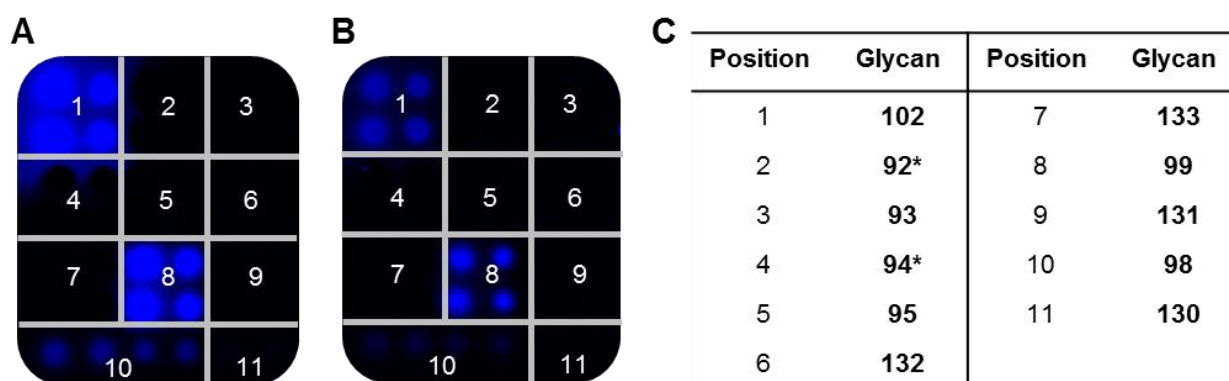 A
1 2 3
4 5 6
7 8 9
10 11
B
1 2 3
4 5 6
7 8 9
10 11
C
Position Glycan Position Glycan
1 102 7 133
2 92* 8 99
3 93 9 131
4 94* 10 98
5 95 11 130
6 132